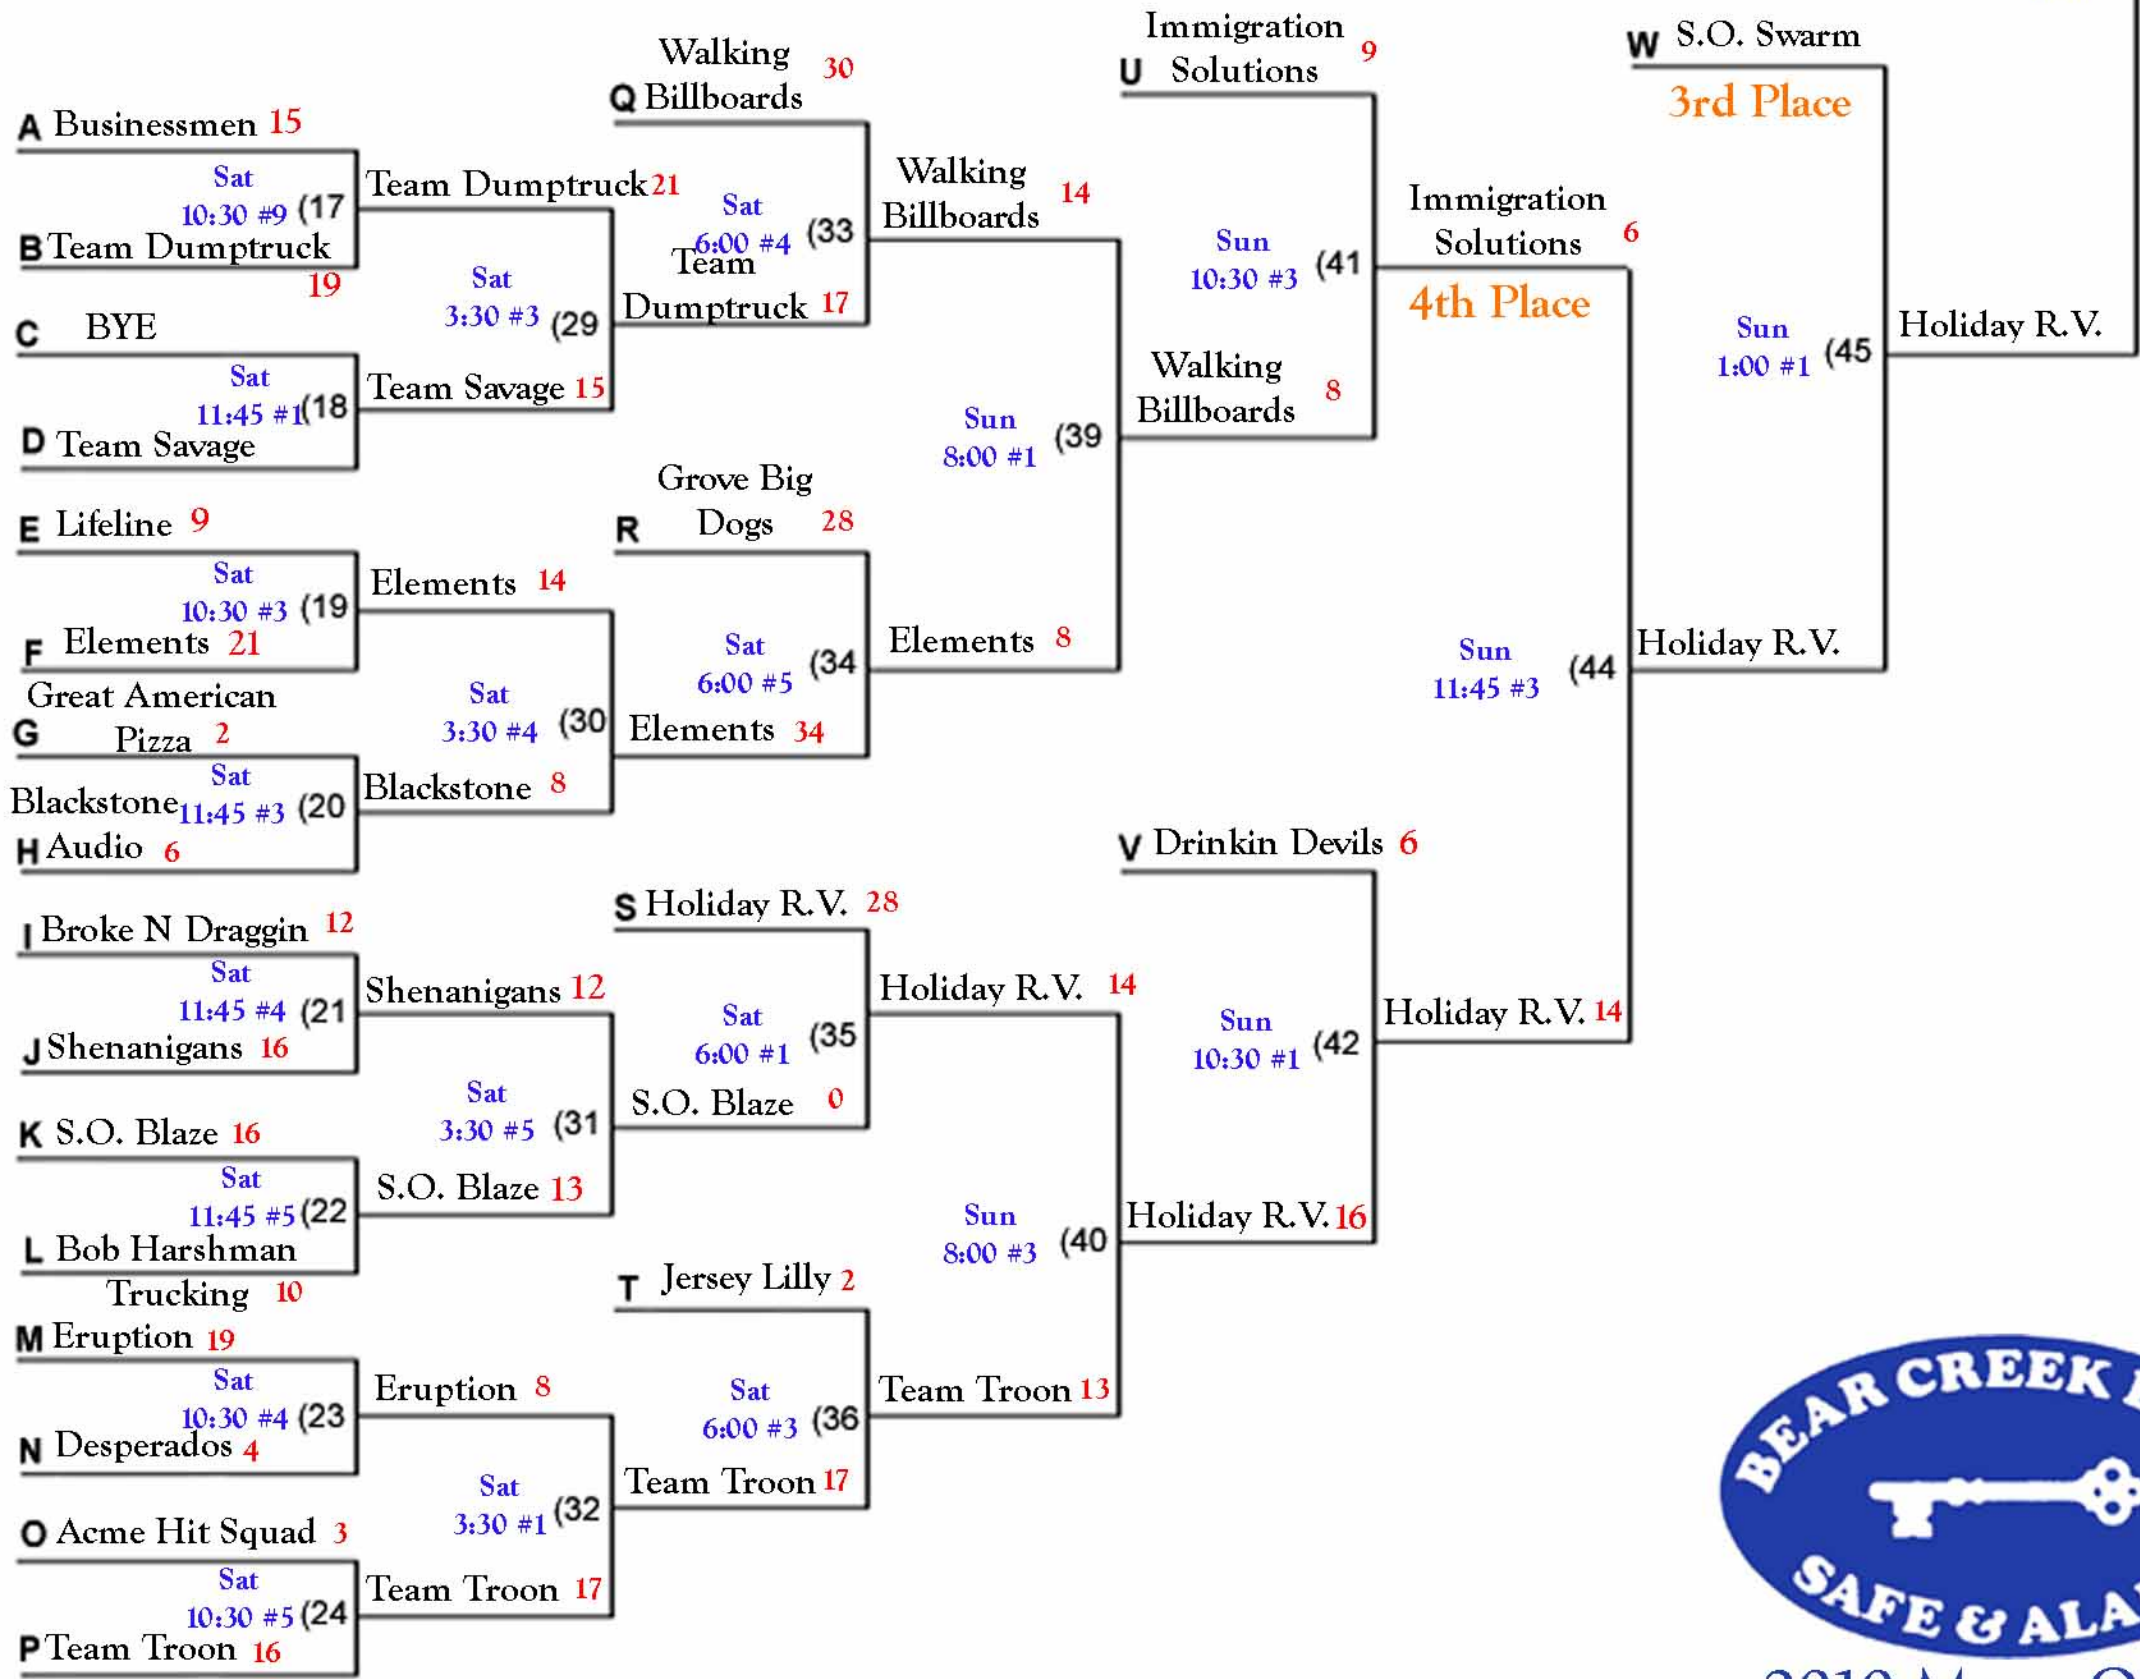 A Businessmen 15
Sat
10:30 #9 (17
B Team Dumptruck
19
C BYE
Sat
11:45 #1 (18
D Team Savage
E Lifeline 9
Sat
10:30 #3 (19
F Elements 21
Great American
G Pizza 2
Sat
Blackstone 11:45 #3 (20
H Audio 6
I Broke N Draggin 12
Sat
11:45 #4 (21
J Shenanigans 16
K S.O. Blaze 16
Sat
11:45 #5 (22
L Bob Harshman
Trucking 10
M Eruption 19
Sat
10:30 #4 (23
N Desperados 4
O Acme Hit Squad 3
Sat
10:30 #5 (24
P Team Troon 16
Team Dumptruck 21
Sat
3:30 #3 (29
Team Savage 15
Elements 14
Sat
3:30 #4 (30
Blackstone 8
Shenanigans 12
Sat
3:30 #5 (31
S.O. Blaze 13
Eruption 8
Sat
3:30 #1 (32
Team Troon 17
Walking 30
Q Billboards
Sat
6:00 #4 (33
Team
Dumptruck 17
Grove Big
R Dogs 28
Sat
6:00 #5 (34
Elements 34
S Holiday R.V. 28
Sat
6:00 #1 (35
S.O. Blaze 0
T Jersey Lilly 2
Sat
6:00 #3 (36
Team Troon 17
Walking 14
Billboards
Sun
8:00 #1 (39
Elements 8
Holiday R.V. 14
Sun
8:00 #3 (40
Team Troon 13
Immigration 9
U Solutions
Sun
10:30 #3 (41
Walking
Billboards 8
V Drinkin Devils 6
Sun
10:30 #1 (42
Holiday R.V. 16
Immigration
Solutions 6
4th Place
Sun
11:45 #3 (44
Holiday R.V. 14
W S.O. Swarm
3rd Place
Sun
1:00 #1 (45
Holiday R.V.
Holiday R.V.
BEAR CREEK
SAFE & ALA